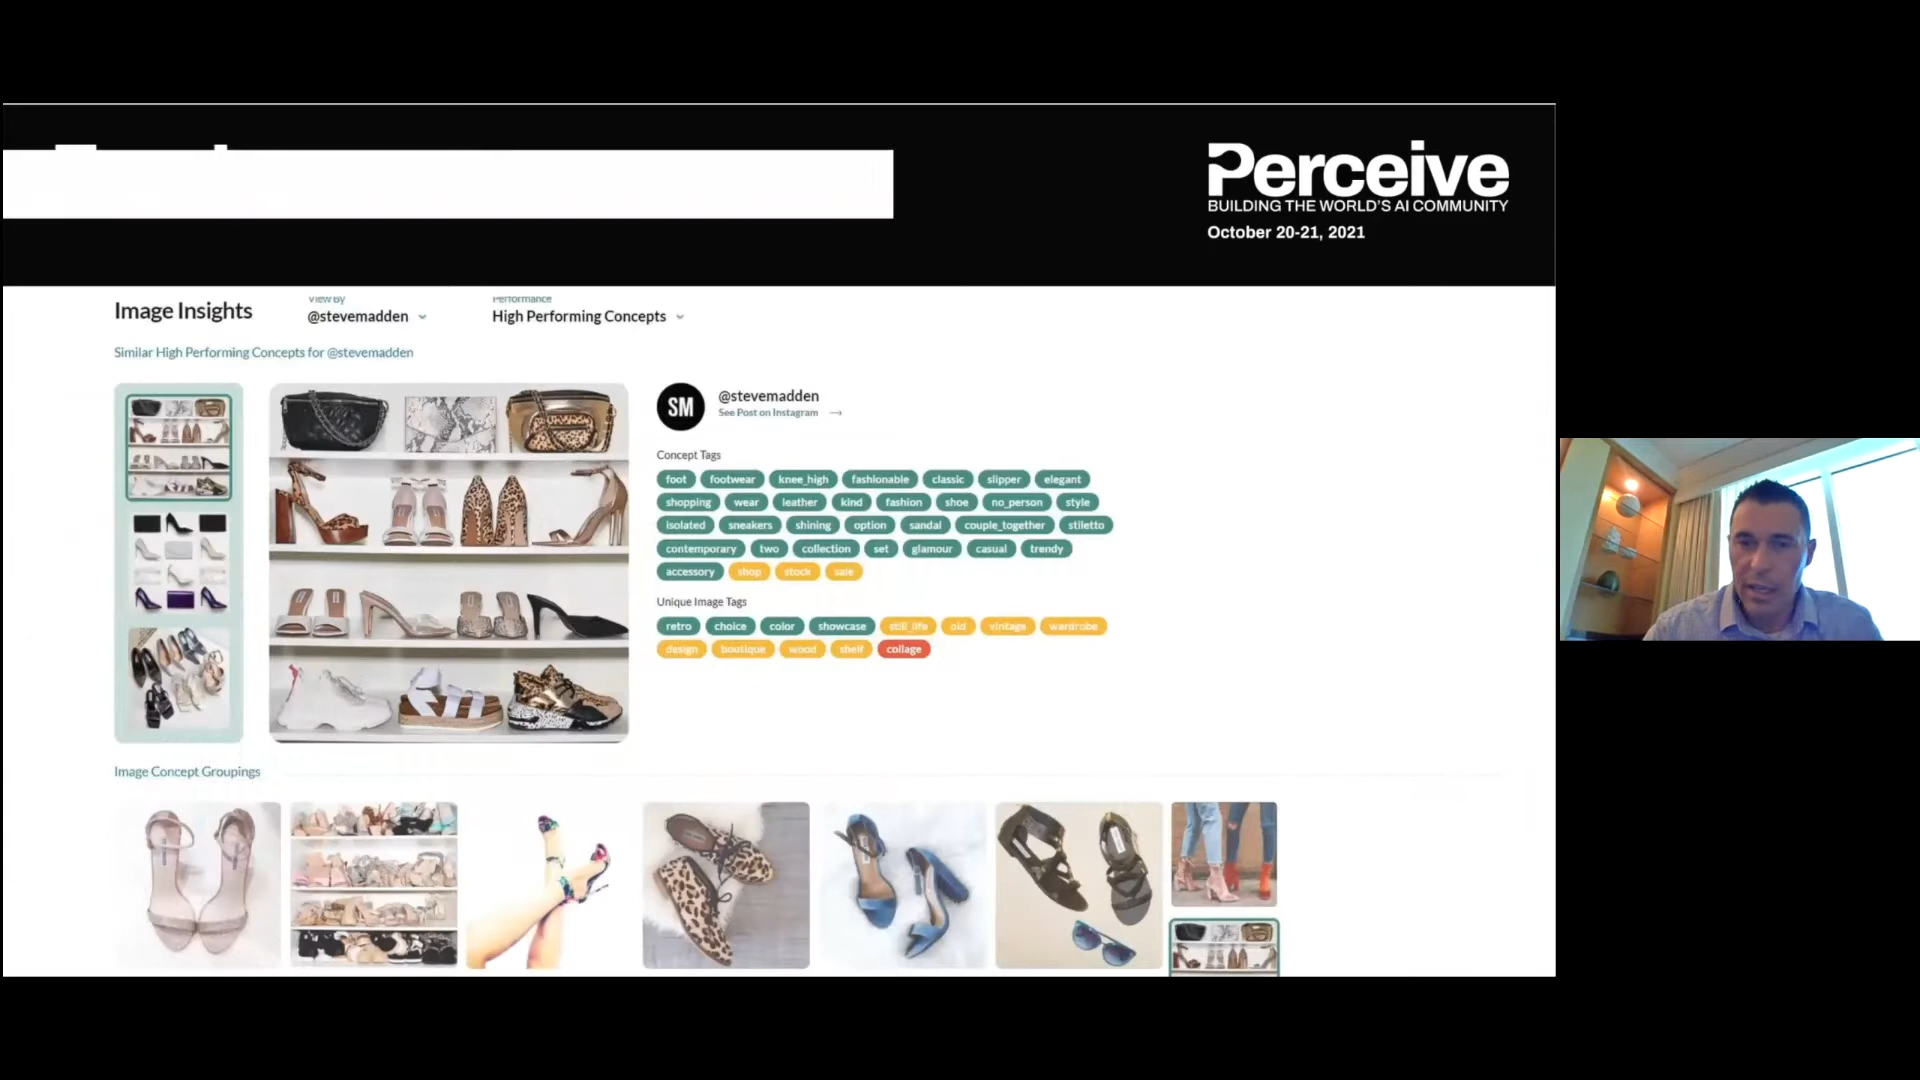 Perceive
BUILDING THE WORLD'S AI COMMUNITY
October 20-21, 2021
Image Insights
View By
@stevemadden
Performance
High Performing Concepts
Similar High Performing Concepts for @stevemadden
SM
@stevemadden
See Post on Instagram →
Concept Tags
foot footwear knee_high fashionable classic slipper elegant
shopping wear leather kind fashion shoe no_person style
isolated sneakers shining option sandal couple_together stiletto
contemporary two collection set glamour casual trendy
accessory shop stock sale
Unique Image Tags
retro choice color showcase still_life old vintage wardrobe
design boutique wood shelf collage
Image Concept Groupings